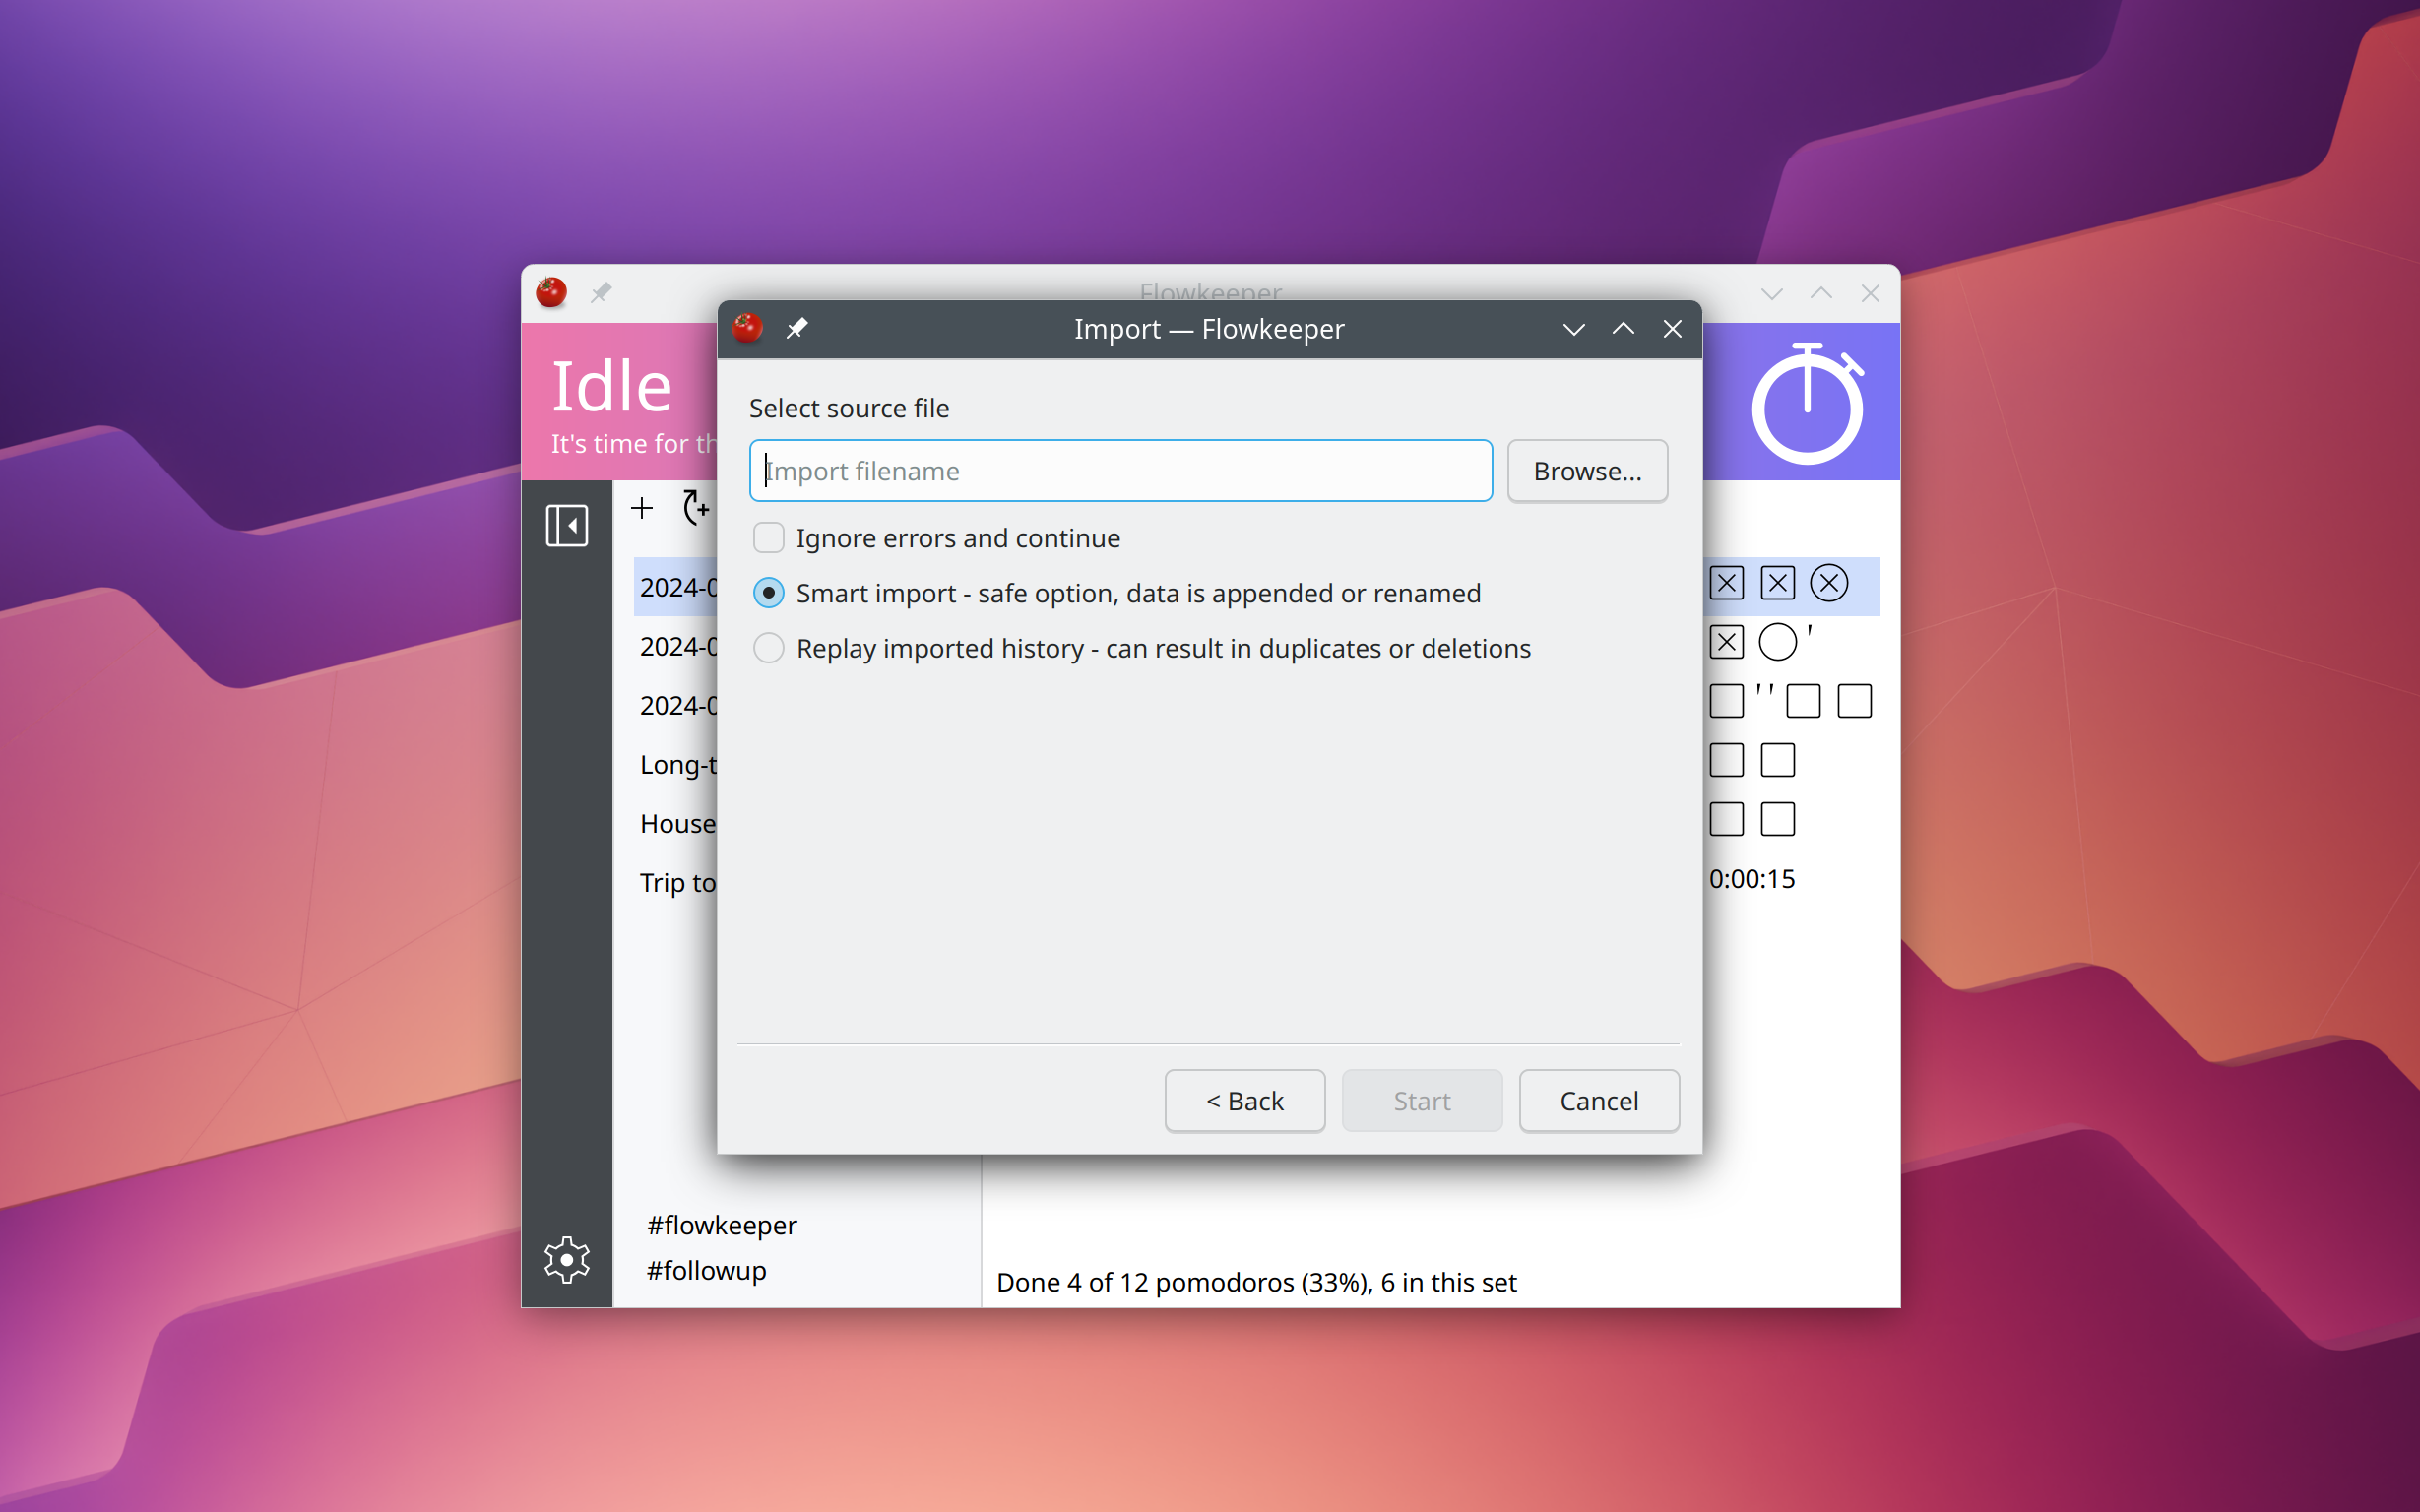 Flowkeeper
Import — Flowkeeper
Idle
It's time for th
Select source file
Import filename
Browse...
Ignore errors and continue
Smart import - safe option, data is appended or renamed
Replay imported history - can result in duplicates or deletions
2024-0
2024-0
2024-0
Long-t
House
Trip to
0:00:15
< Back
Start
Cancel
#flowkeeper
#followup
Done 4 of 12 pomodoros (33%), 6 in this set